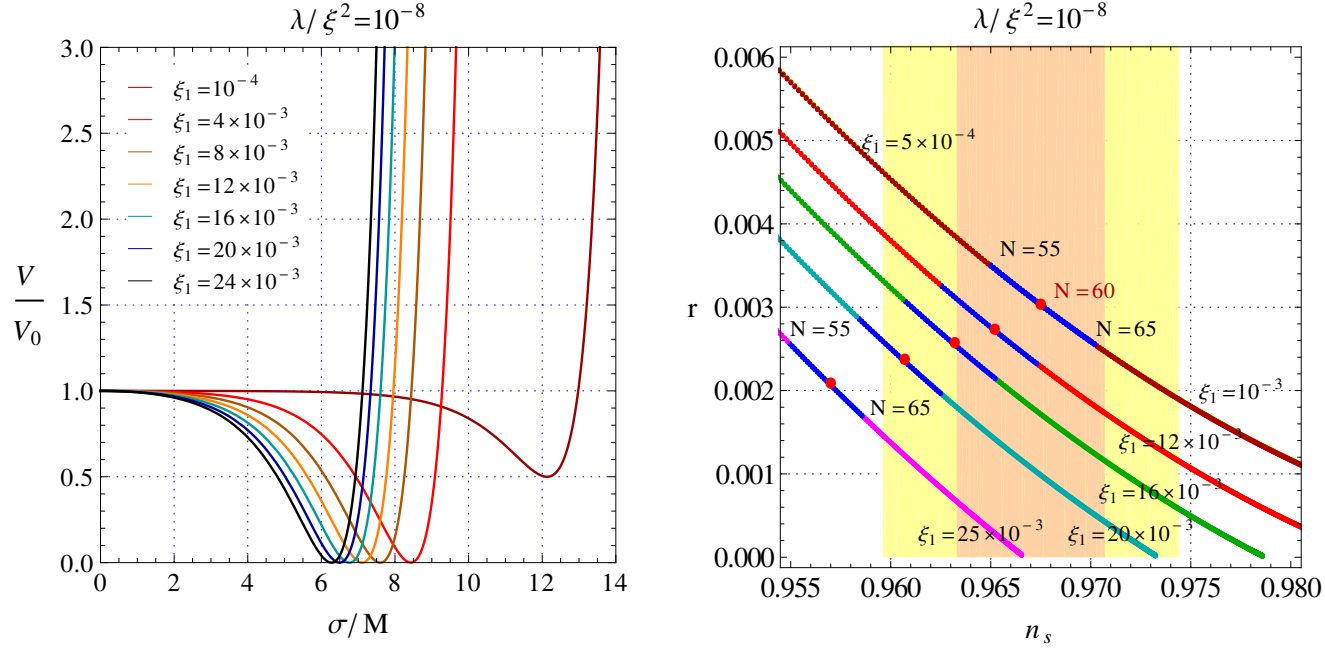 λ/ξ²=10⁻⁸
3.0
2.5
2.0
1.5
1.0
0.5
0.0
V
V₀
ξ₁=10⁻⁴
ξ₁=4×10⁻³
ξ₁=8×10⁻³
ξ₁=12×10⁻³
ξ₁=16×10⁻³
ξ₁=20×10⁻³
ξ₁=24×10⁻³
0 2 4 6 8 10 12 14
σ/M
λ/ξ²=10⁻⁸
0.006
0.005
0.004
0.003
0.002
0.001
0.000
r
ξ₁=5×10⁻⁴
N=55
N=60
N=65
N=55
N=65
ξ₁=10⁻³
ξ₁=12×10⁻³
ξ₁=16×10⁻³
ξ₁=25×10⁻³
ξ₁=20×10⁻³
0.955 0.960 0.965 0.970 0.975 0.980
nₛ